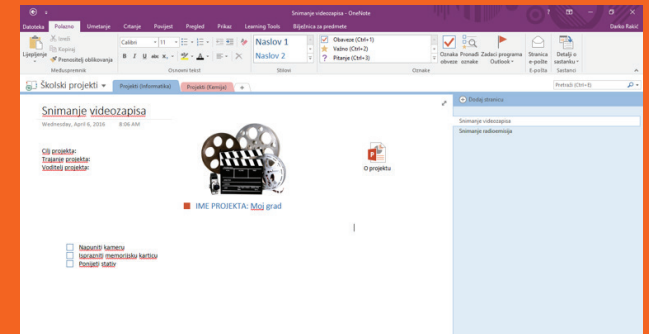 Snimanje videozapisa - OneNote
Darko Rakić
Datoteka Polazno Umetanje Crtanje Povijest Pregled Prikaz Learning Tools Bilježnica za predmete
Lijepljenje
Izreži
Kopiraj
Prenositelj oblikovanja
Međuspremnik
Calibri 11
B I U abc x₂ A
Osnovni tekst
Naslov 1
Naslov 2
Stilovi
Obaveze (Ctrl+1)
Važno (Ctrl+2)
Pitanje (Ctrl+3)
Oznake
Oznaka obveze
Pronađi oznake
Zadaci programa Outlook
Stranica e-pošte
E-pošta
Detalji o sastanku
Sastanci
Školski projekti
Projekti (Informatika)
Projekti (Kemija)
+
Pretraži (Ctrl+E)
Snimanje videozapisa
Wednesday, April 6, 2016 8:06 AM
Cilj projekta:
Trajanje projekta:
Voditelj projekta:
O projektu
IME PROJEKTA: Moj grad
Napuniti kameru
Isprazniti memorijsku karticu
Ponijeti stativ
Dodaj stranicu
Snimanje videozapisa
Snimanje radioemisija